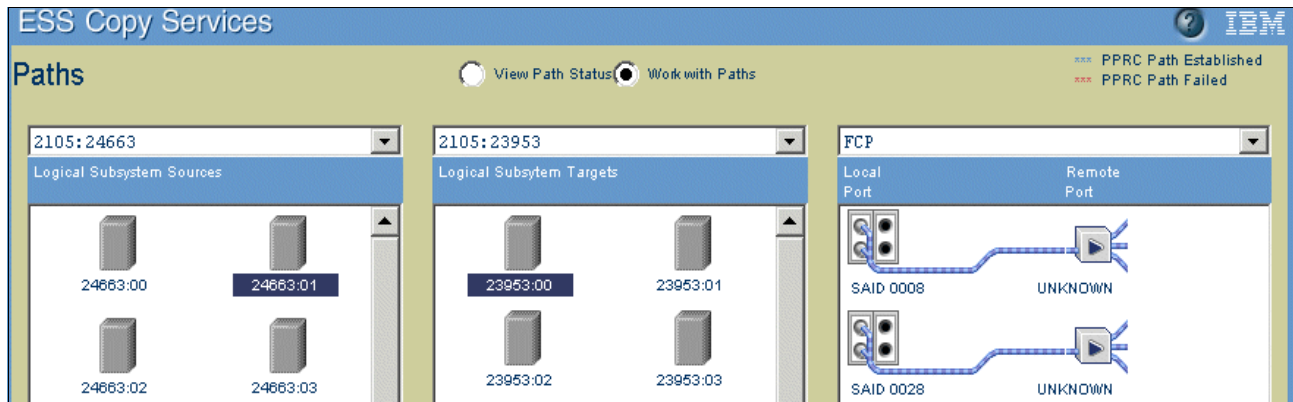 ESS Copy Services
? IBM
Paths
View Path Status
Work with Paths
xxx PPRC Path Established
xxx PPRC Path Failed
2105:24663
2105:23953
FCP
Logical Subsystem Sources
Logical Subsytem Targets
Local Port
Remote Port
24663:00
24663:01
23953:00
23953:01
SAID 0008
UNKNOWN
24663:02
24663:03
23953:02
23953:03
SAID 0028
UNKNOWN